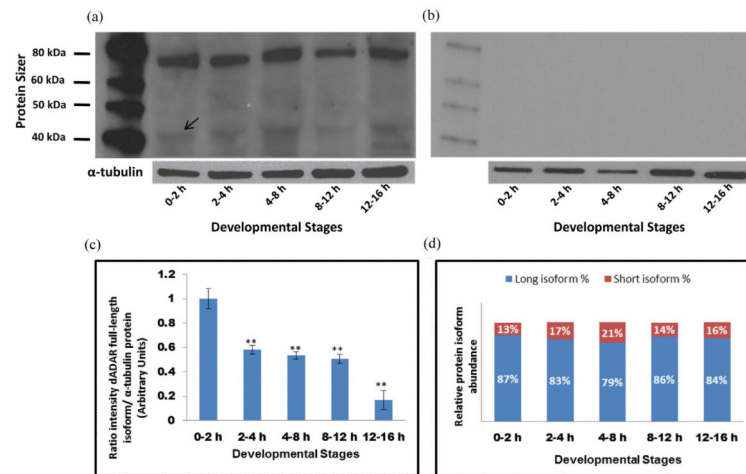 (a)
(b)
Protein Sizer
80 kDa
60 kDa
50 kDa
40 kDa
α-tubulin
0-2 h
2-4 h
4-8 h
8-12 h
12-16 h
Developmental Stages
0-2 h
2-4 h
4-8 h
8-12 h
12-16 h
Developmental Stages
(c)
(d)
Ratio intensity dADAR full-length
isoform/ α-tubulin protein
(Arbitrary Units)
1.2
1
0.8
0.6
0.4
0.2
0
**
**
**
**
0-2 h 2-4 h 4-8 h 8-12 h 12-16 h
Developmental Stages
Long isoform % Short isoform %
Relative protein isoform
abundance
13% 17% 21% 14% 16%
87% 83% 79% 86% 84%
0-2 h 2-4 h 4-8 h 8-12 h 12-16 h
Developmental Stages